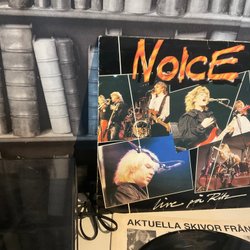 NOICE
live på Ritz
AKTUELLA SKIVOR FRÅN